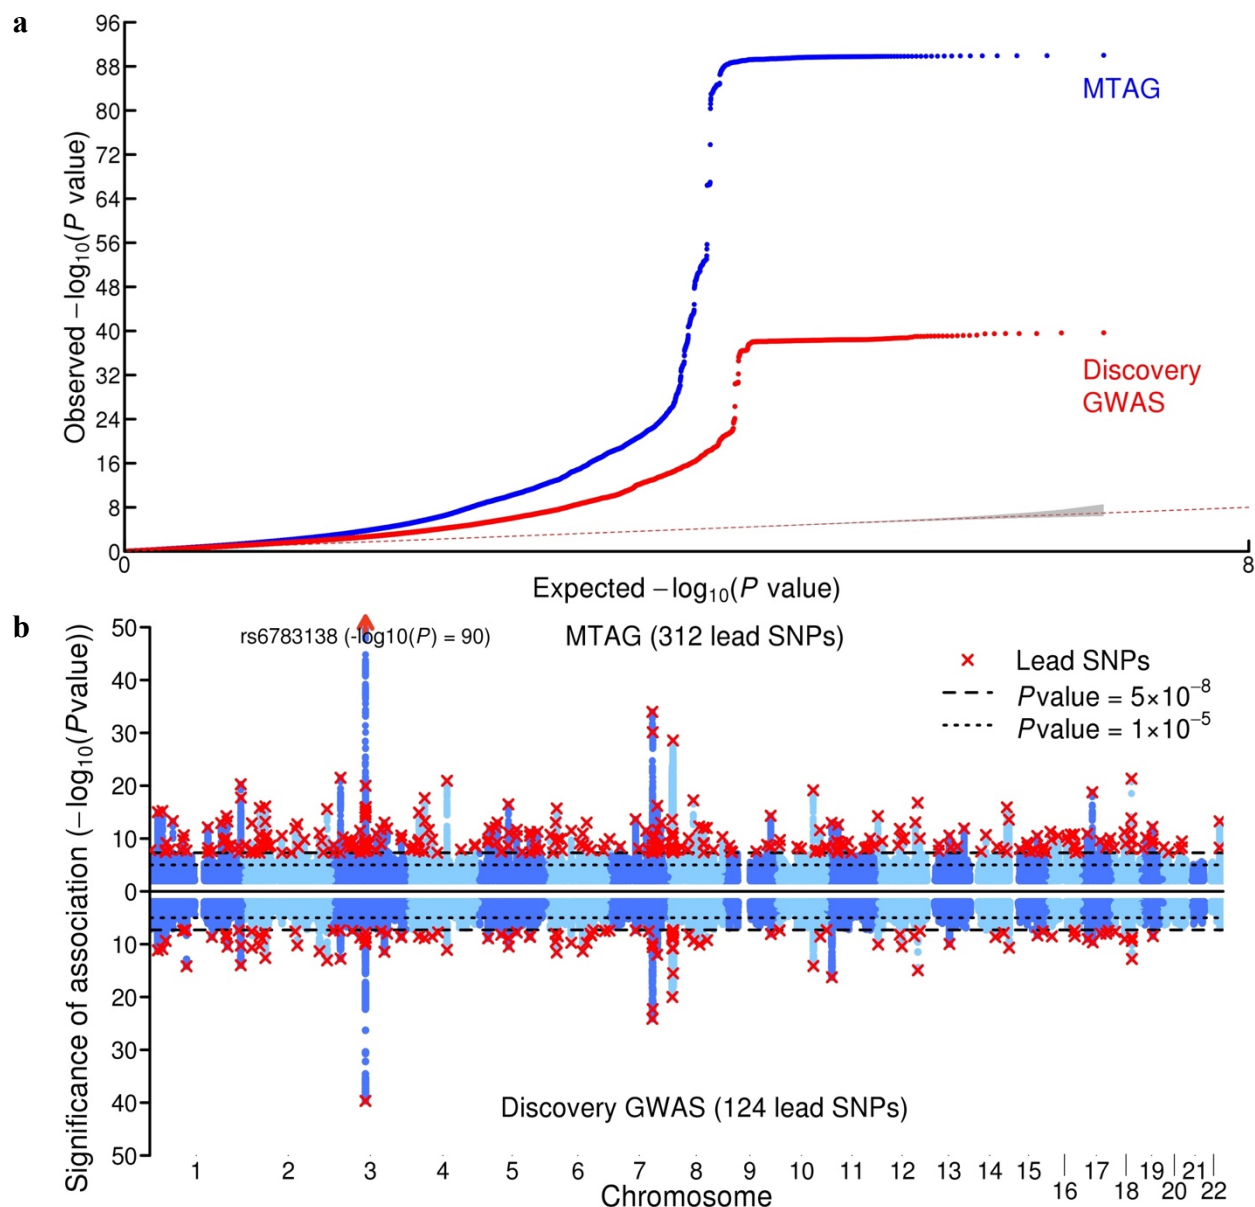 a
96
88
80
72
64
56
48
40
32
24
16
8
0
Observed −log10(P value)
MTAG
Discovery
GWAS
0
8
Expected −log10(P value)
b
50
40
30
20
10
0
10
20
30
40
50
Significance of association (−log10(Pvalue))
rs6783138 (-log10(P) = 90)
MTAG (312 lead SNPs)
Lead SNPs
Pvalue = 5×10−8
Pvalue = 1×10−5
Discovery GWAS (124 lead SNPs)
1 2 3 4 5 6 7 8 9 10 11 12 13 14 15 17 19 21
16 18 20 22
Chromosome